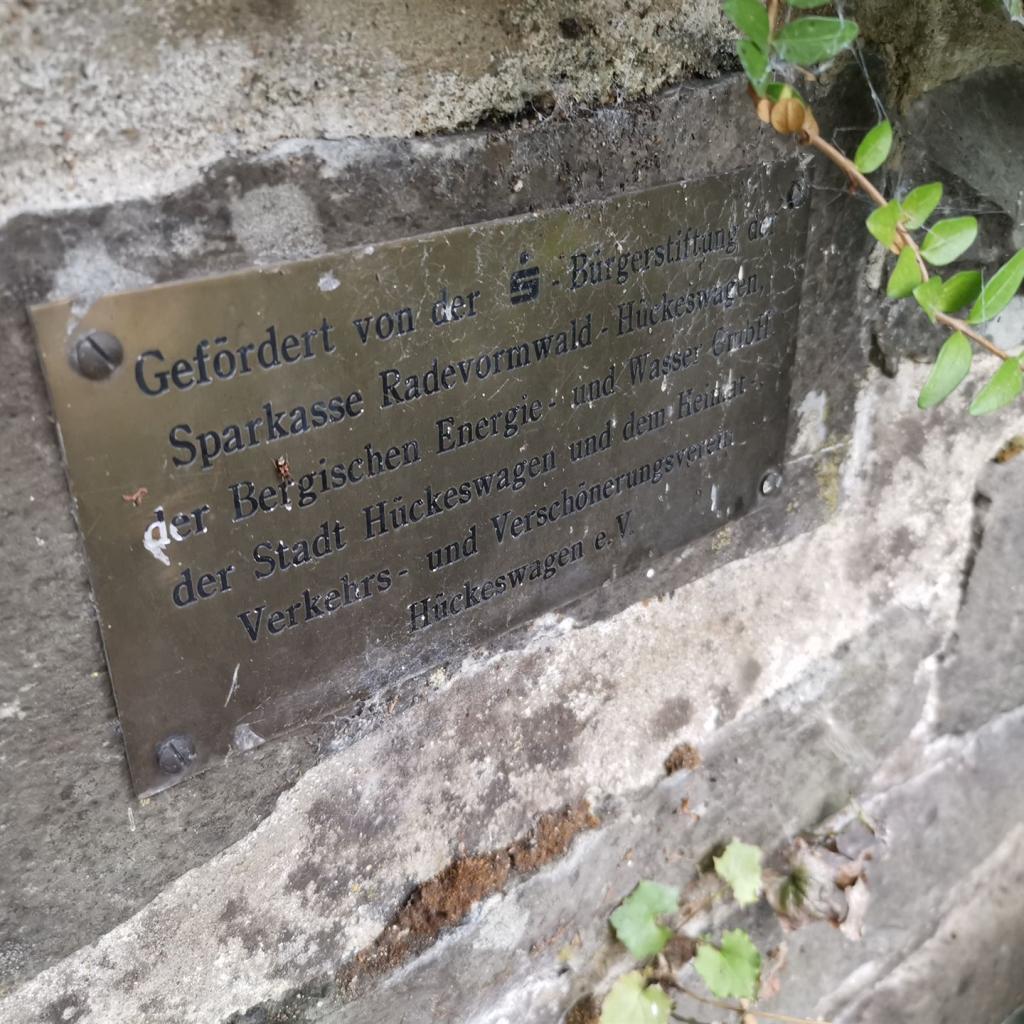 Gefördert von der - Bürgerstiftung der
Sparkasse Radevormwald - Hückeswagen,
der Bergischen Energie - und Wasser GmbH
der Stadt Hückeswagen und dem Heimat -
Verkehrs - und Verschönerungsverein
Hückeswagen e.V.